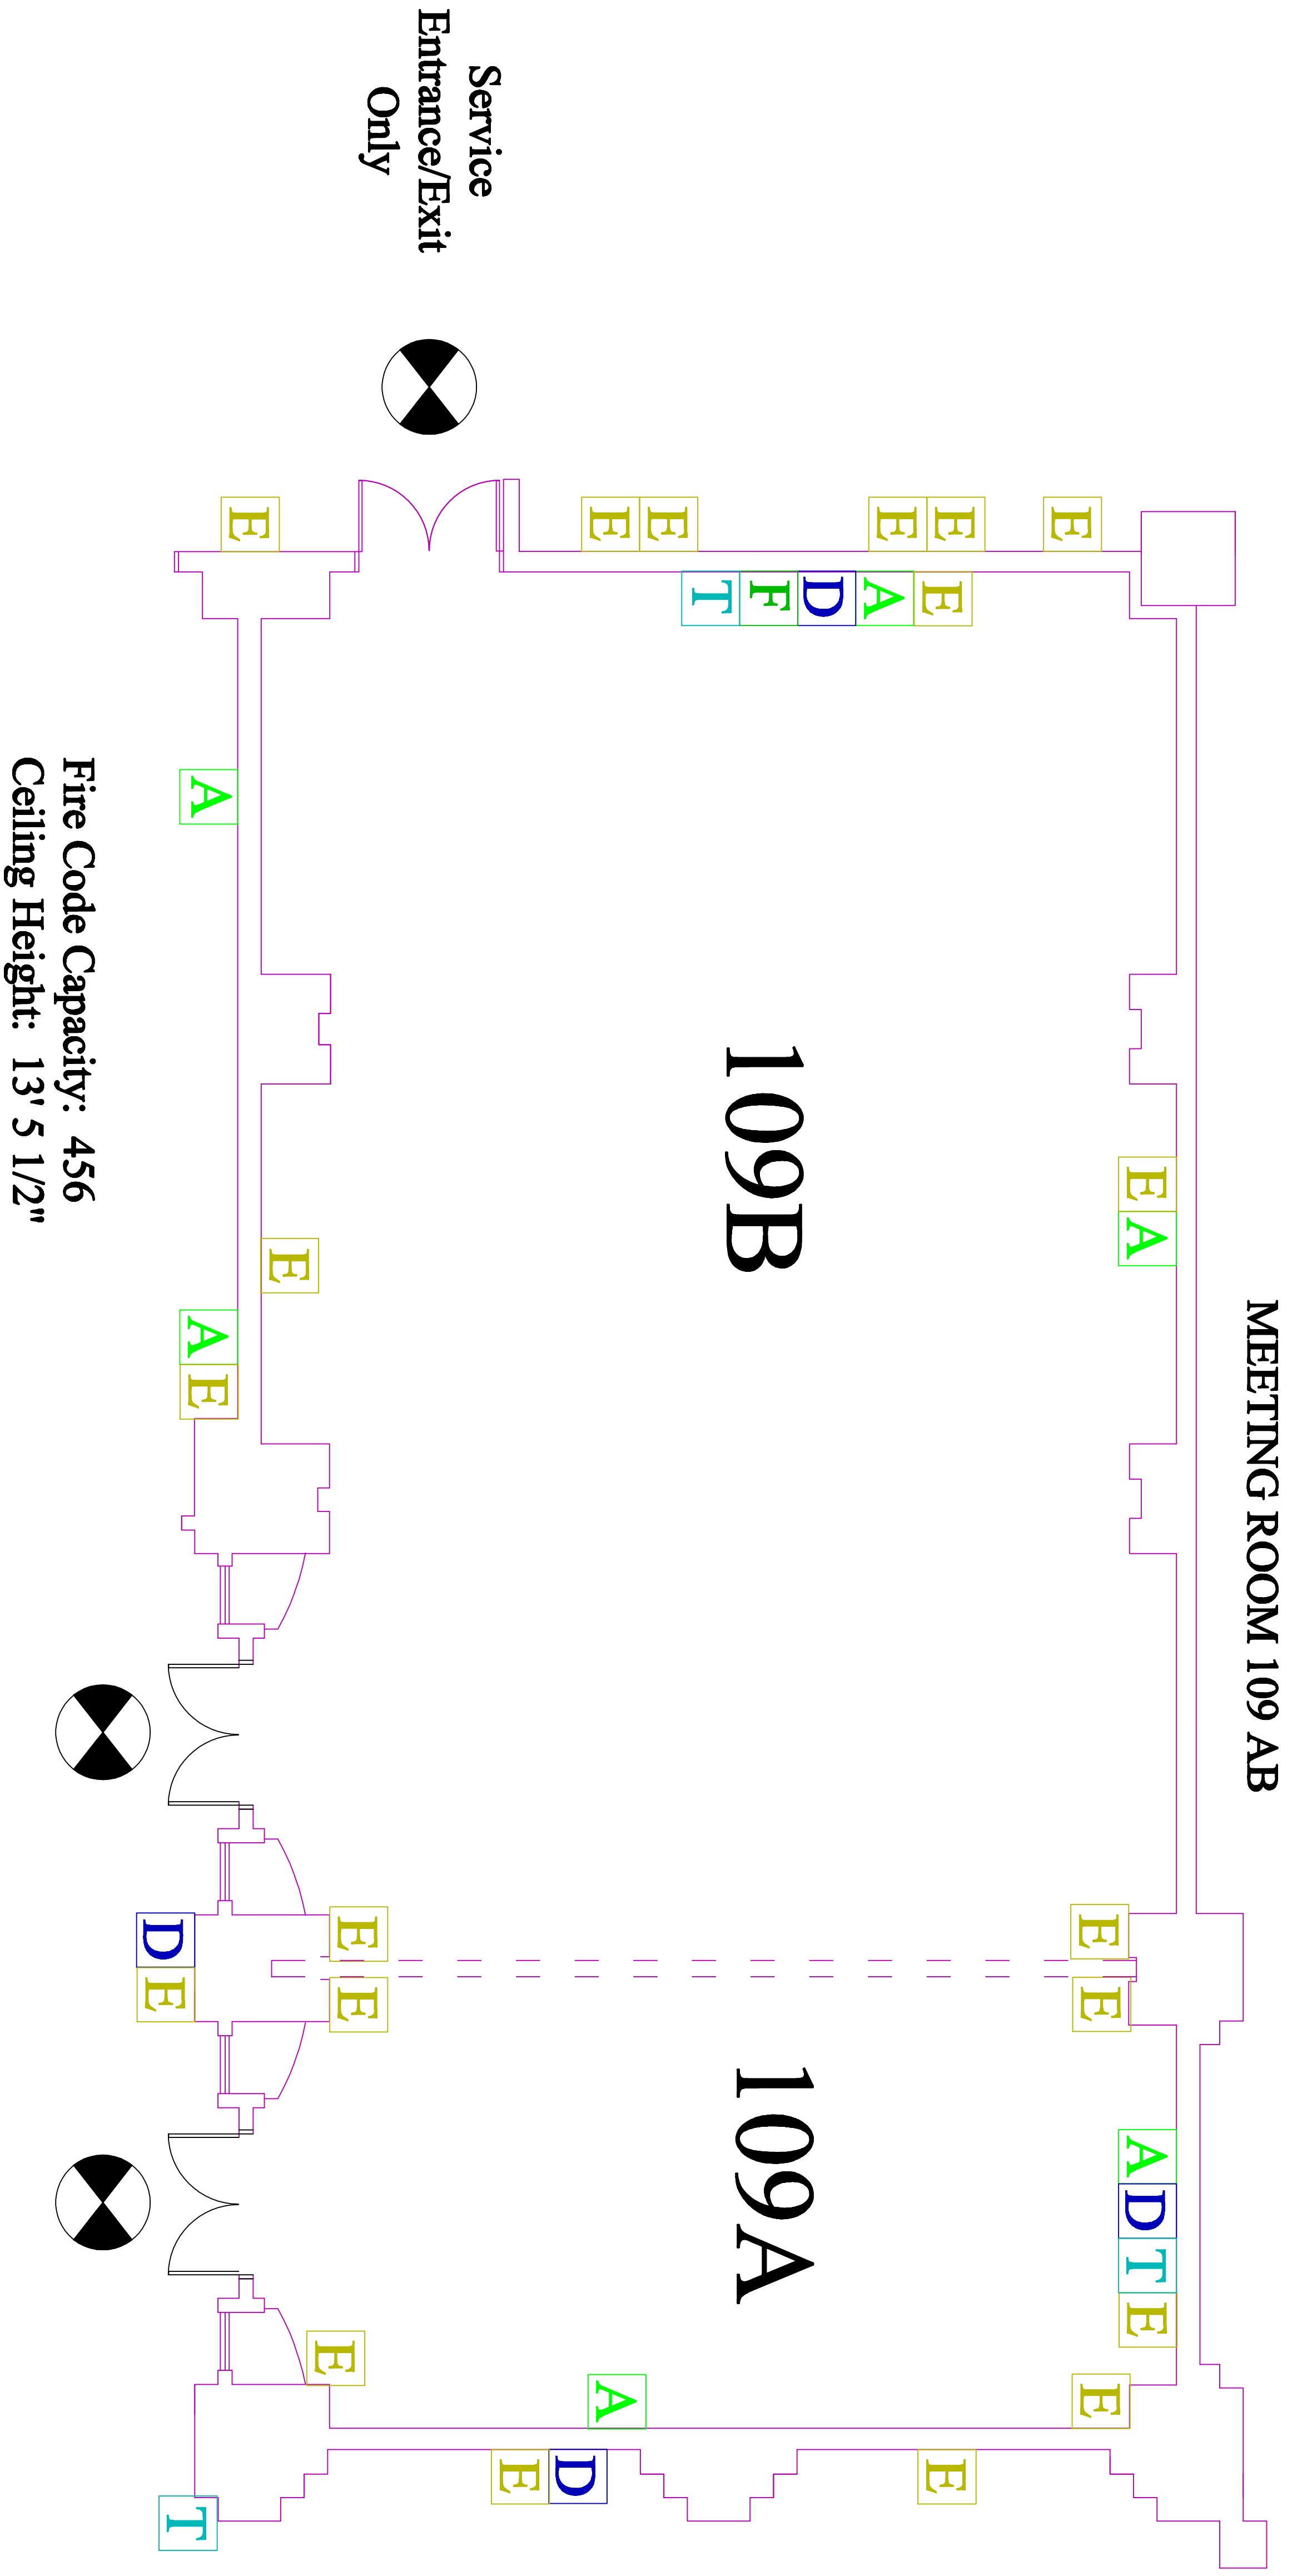 MEETING ROOM 109 AB
E A
A D T E
E E
E
E
E
E
E
E
A
D
F
T
109B
109A
E
E
A
D
E
Service
Entrance/Exit
Only
E E
E
E
E
A
A E
T
D E
Fire Code Capacity: 456
Ceiling Height: 13' 5 1/2"